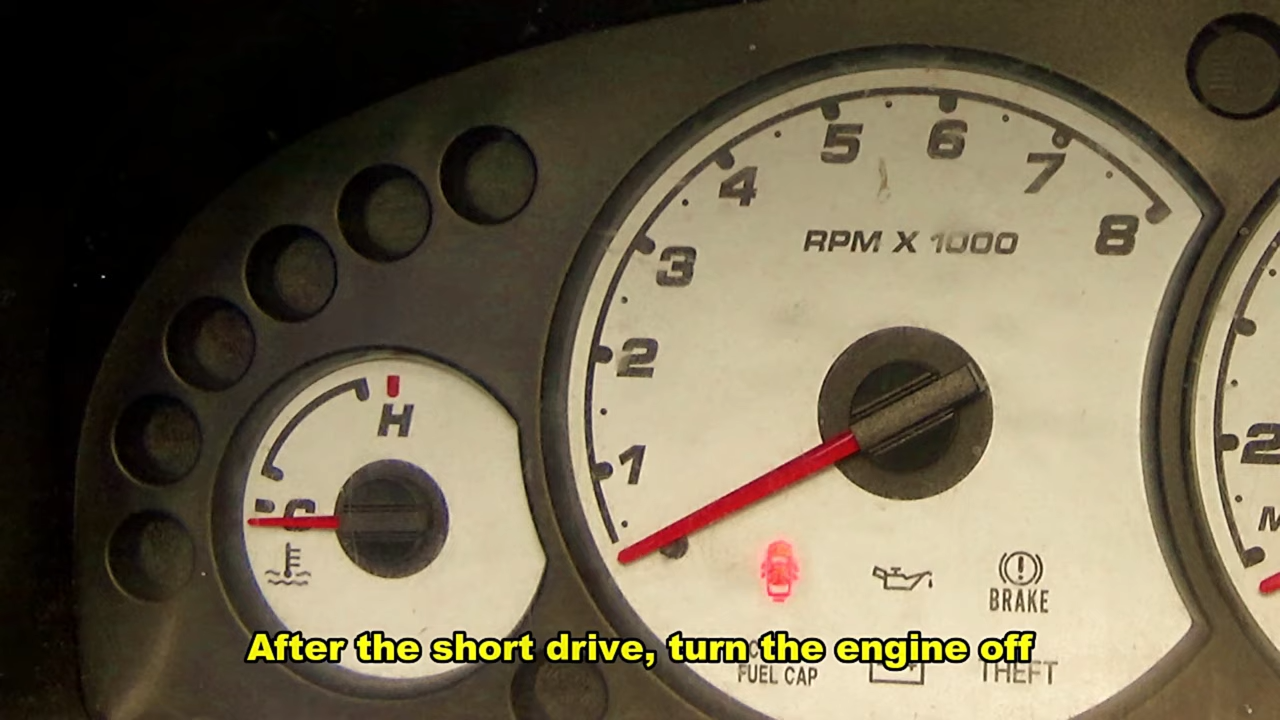 5 6
4 7
3 8
RPM X 1000
2
H
1
2
C
BRAKE
After the short drive, turn the engine off
FUEL CAP
THEFT